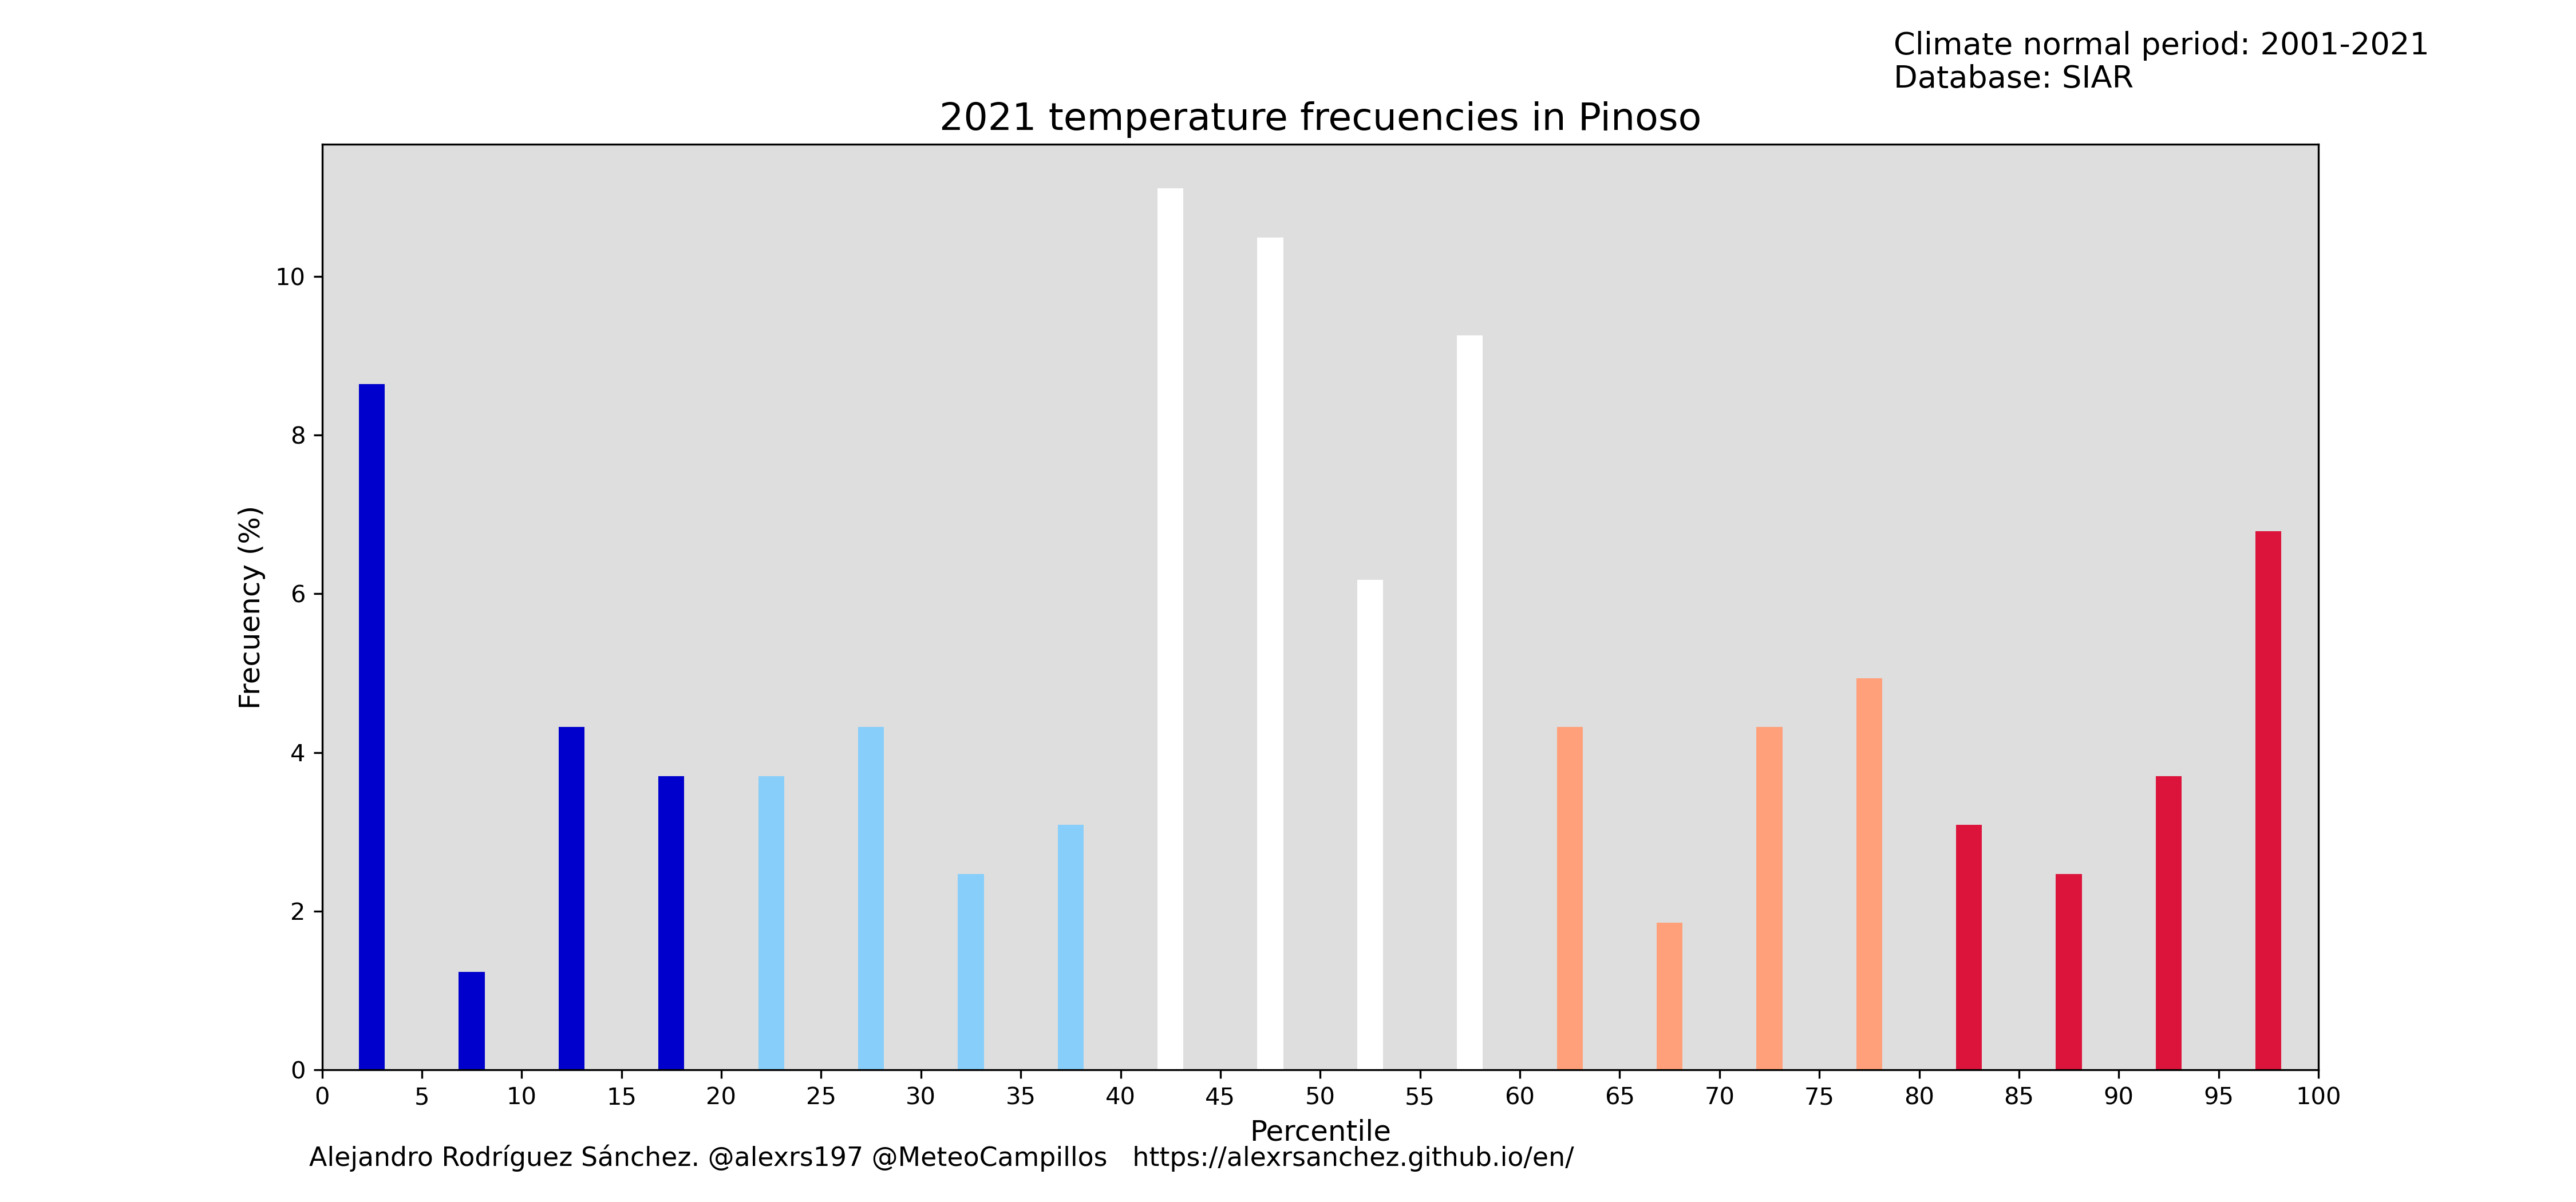 Climate normal period: 2001-2021
Database: SIAR
2021 temperature frecuencies in Pinoso
Frecuency (%)
10
8
6
4
2
0
0 5 10 15 20 25 30 35 40 45 50 55 60 65 70 75 80 85 90 95 100
Percentile
Alejandro Rodríguez Sánchez. @alexrs197 @MeteoCampillos https://alexrsanchez.github.io/en/